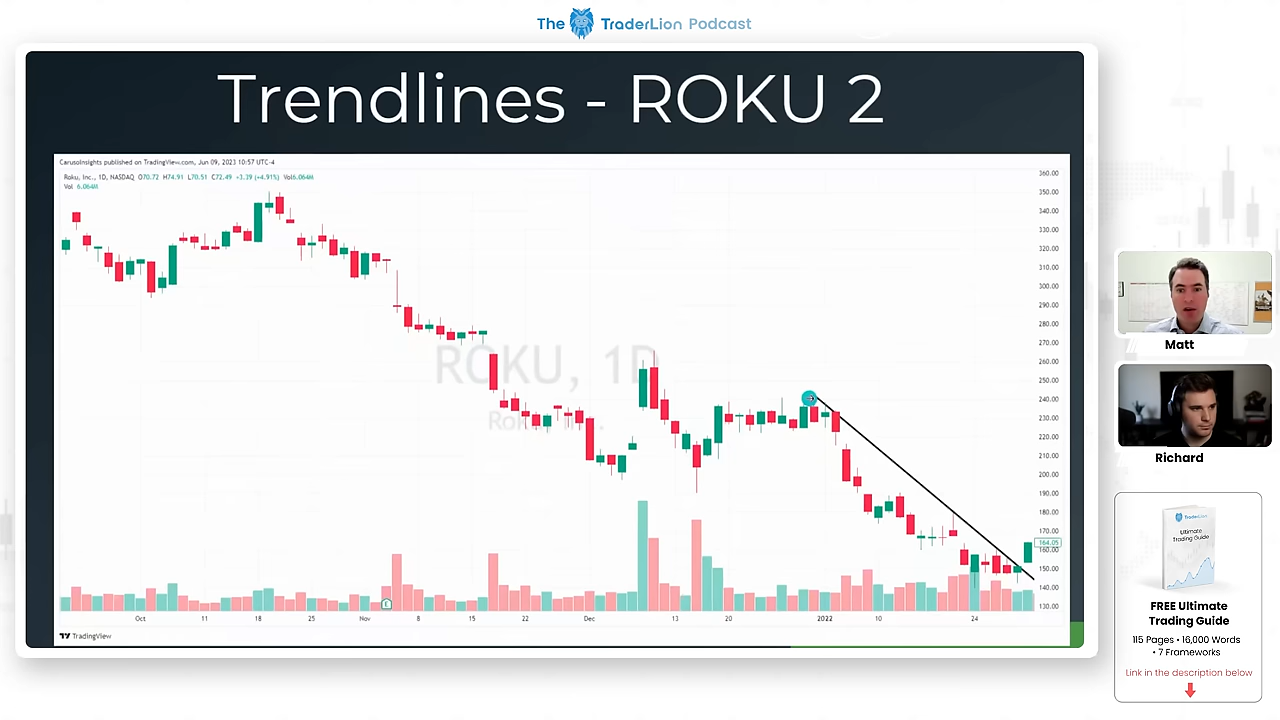 The TraderLion Podcast
Trendlines - ROKU 2
CarusoInsights published on TradingView.com, Jun 09, 2023 10:57 UTC-4
Roku, Inc., 1D, NASDAQ O70.72 H74.91 L70.51 C72.49 +3.39 (+4.91%) Vol6.064M
Vol 6.064M
360.00
350.00
340.00
330.00
320.00
310.00
300.00
290.00
280.00
270.00
260.00
250.00
240.00
230.00
220.00
210.00
200.00
190.00
180.00
170.00
164.05
160.00
150.00
140.00
130.00
ROKU, 1D
E
Oct 11 18 25 Nov 8 15 22 Dec 13 20 2022 10 24
TradingView
Matt
Richard
TraderLion
Ultimate
Trading Guide
FREE Ultimate
Trading Guide
115 Pages • 16,000 Words
• 7 Frameworks
Link in the description below